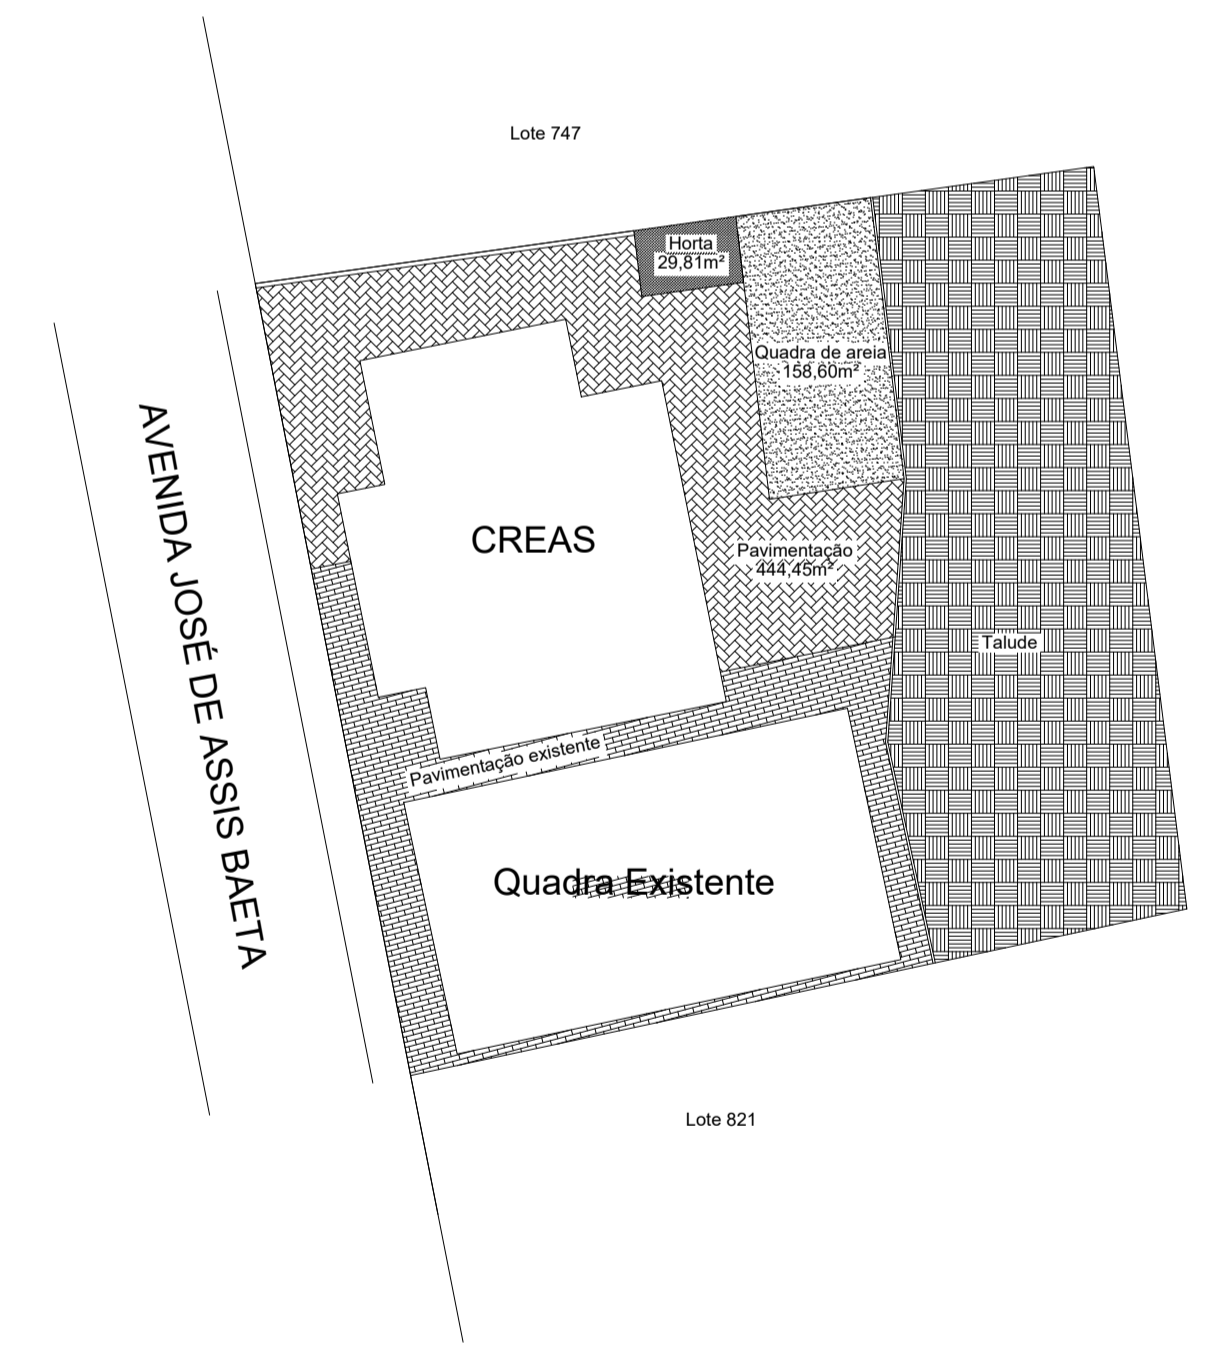 Lote 747
Horta
29,81m²
Quadra de areia
158,60m²
AVENIDA JOSÉ DE ASSIS BAETA
CREAS
Pavimentação
444,45m²
Talude
Pavimentação existente
Quadra Existente
Lote 821